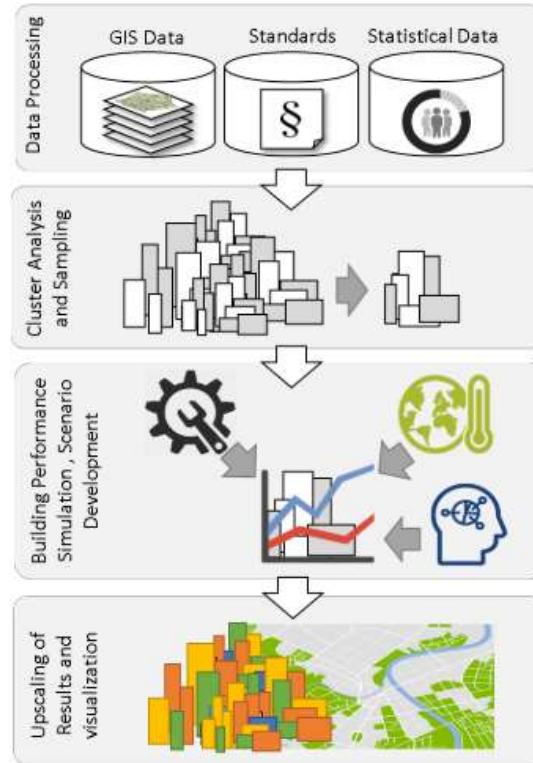 Data Processing
GIS Data
Standards
Statistical Data
§
Cluster Analysis
and Sampling
Building Performance
Simulation , Scenario
Development
Upscaling of
Results and
visualization